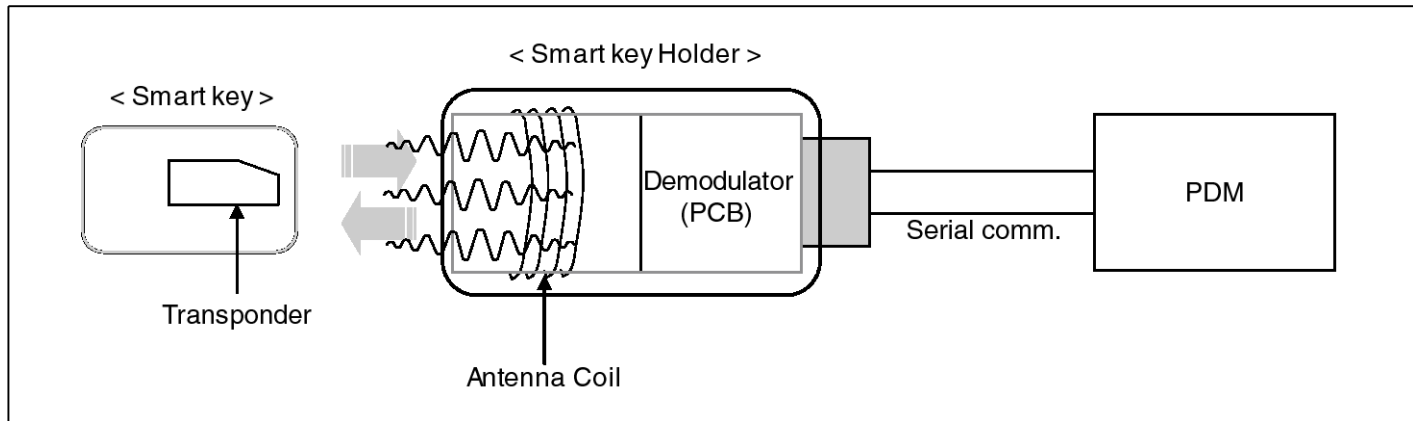 < Smart key Holder >
< Smart key >
Demodulator
(PCB)
PDM
Serial comm.
Transponder
Antenna Coil